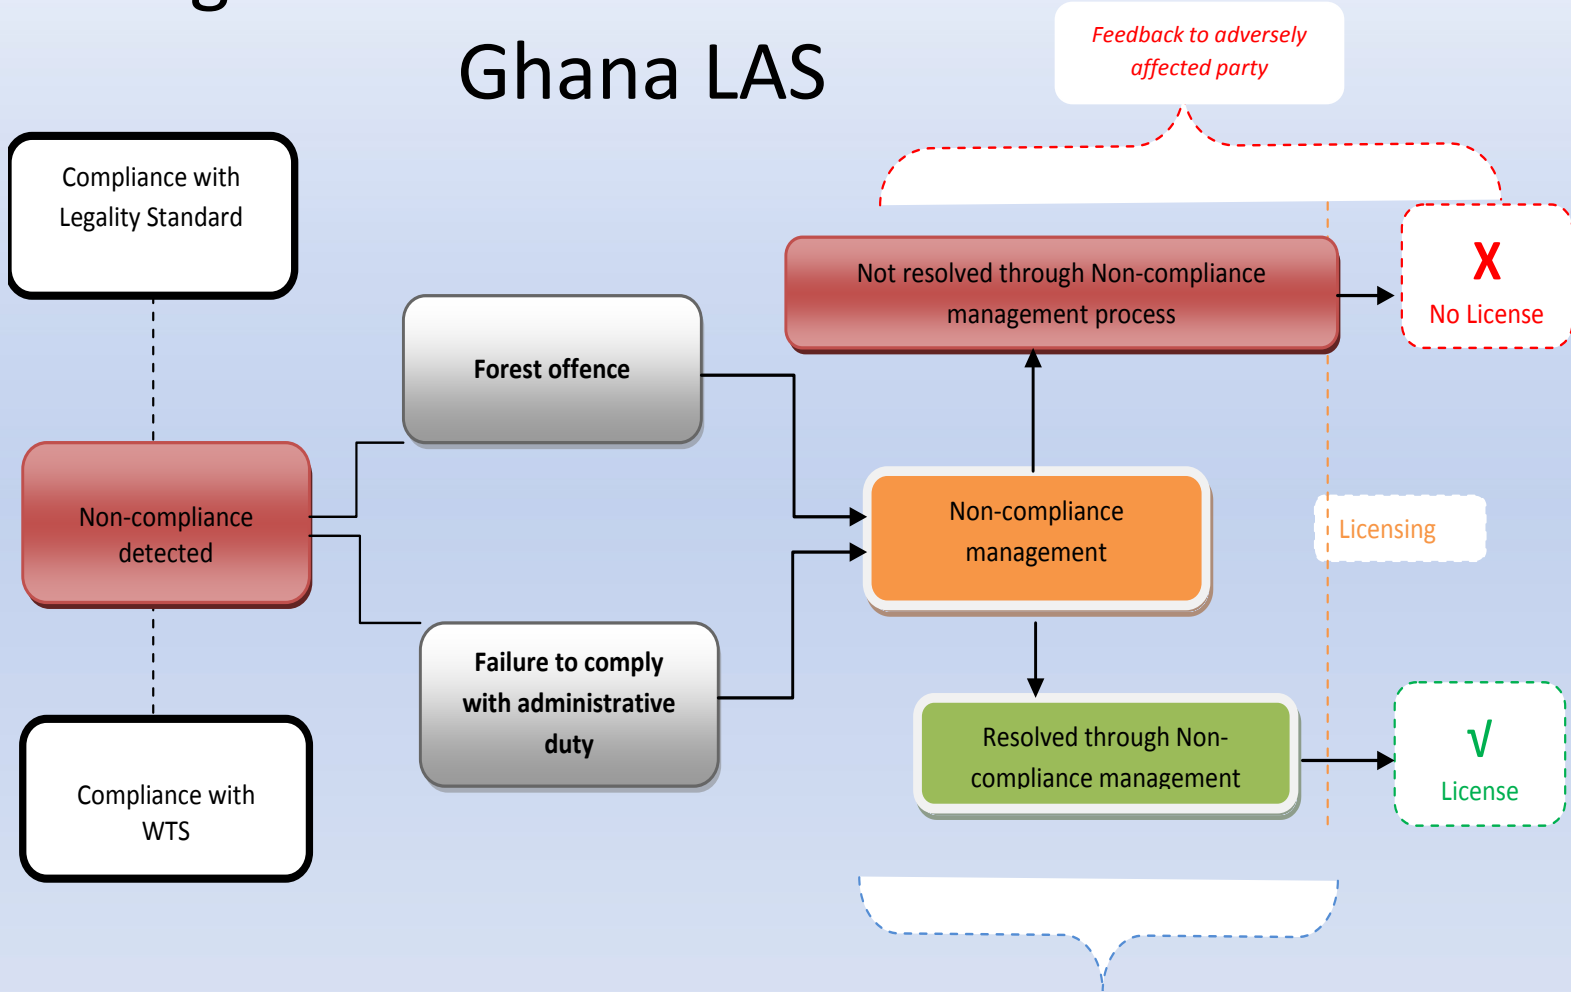 Ghana LAS
Feedback to adversely
affected party
Compliance with
Legality Standard
Not resolved through Non-compliance
management process
X
No License
Forest offence
Non-compliance
detected
Non-compliance
management
Licensing
Failure to comply
with administrative
duty
Resolved through Non-
compliance management
√
License
Compliance with
WTS